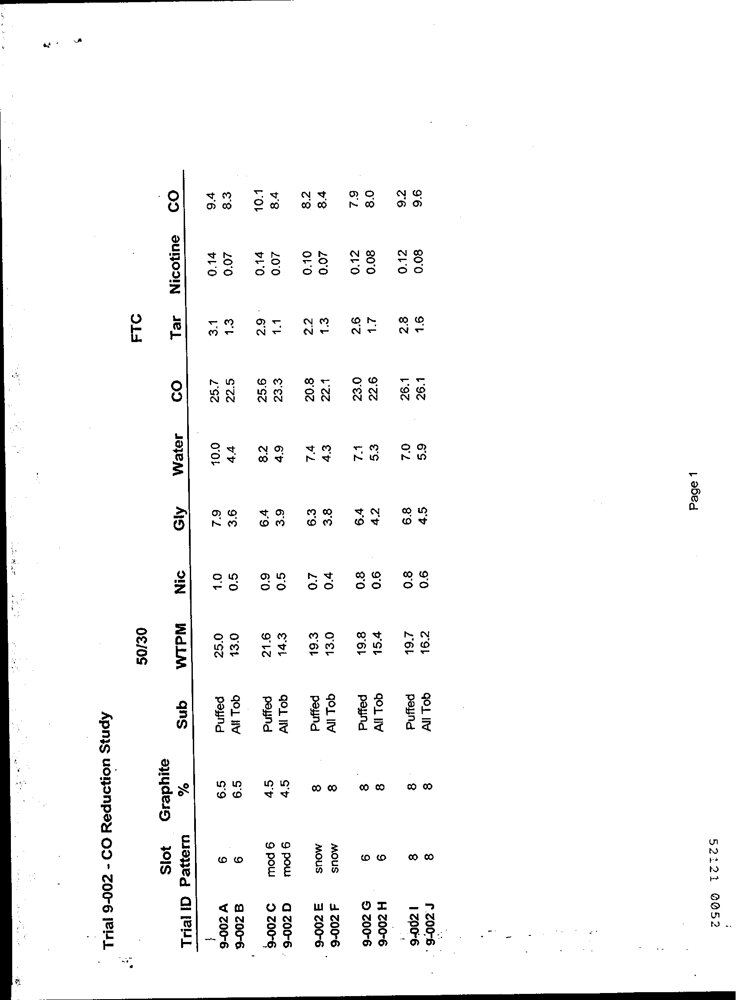 Trial 9-002 - CO Reduction Study
50/30 FTC
Slot Graphite
Trial ID Pattern % Sub WTPM Nic Gly Water CO Tar Nicotine CO
9-002 A 6 6.5 Puffed 25.0 1.0 7.9 10.0 25.7 3.1 0.14 9.4
9-002 B 6 6.5 All Tob 13.0 0.5 3.6 4.4 22.5 1.3 0.07 8.3
9-002 C mod 6 4.5 Puffed 21.6 0.9 6.4 8.2 25.6 2.9 0.14 10.1
9-002 D mod 6 4.5 All Tob 14.3 0.5 3.9 4.9 23.3 1.1 0.07 8.4
9-002 E snow 8 Puffed 19.3 0.7 6.3 7.4 20.8 2.2 0.10 8.2
9-002 F snow 8 All Tob 13.0 0.4 3.8 4.3 22.1 1.3 0.07 8.4
9-002 G 6 8 Puffed 19.8 0.8 6.4 7.1 23.0 2.6 0.12 7.9
9-002 H 6 8 All Tob 15.4 0.6 4.2 5.3 22.6 1.7 0.08 8.0
9-002 I 8 8 Puffed 19.7 0.8 6.8 7.0 26.1 2.8 0.12 9.2
9-002 J 8 8 All Tob 16.2 0.6 4.5 5.9 26.1 1.6 0.08 9.6
Page 1
52121 0052